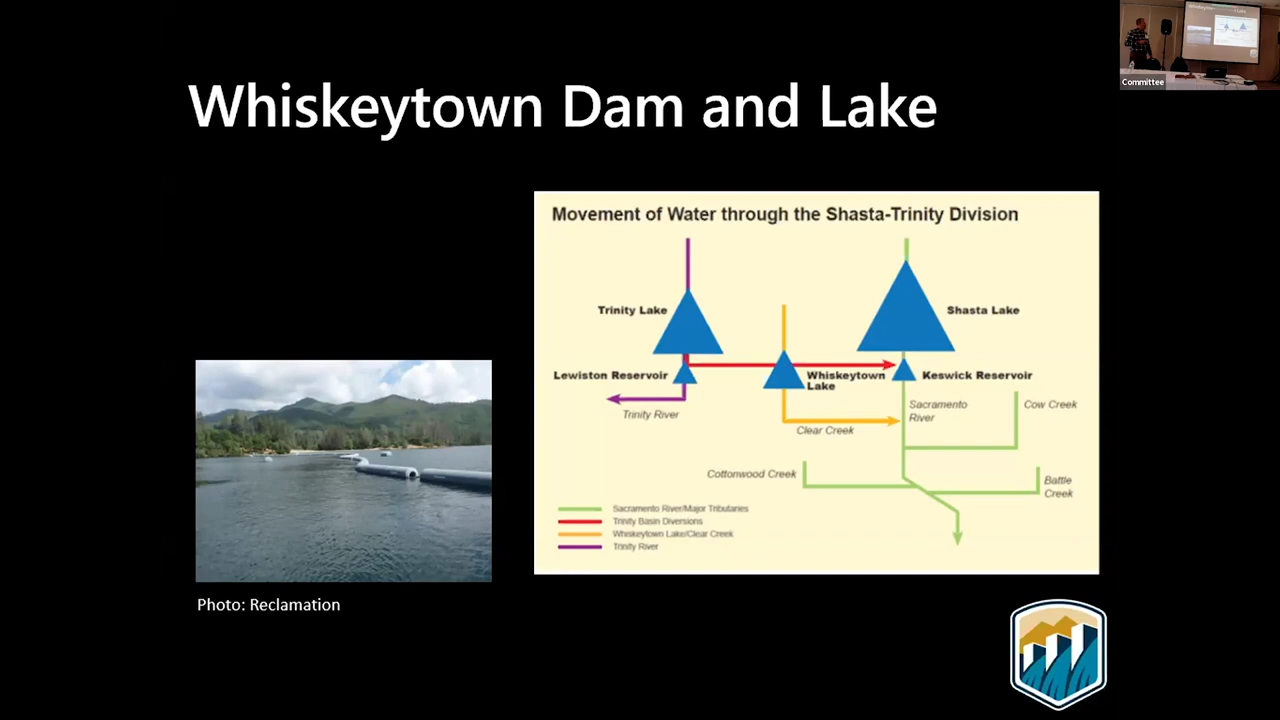 Whiskeytown Dam and Lake
Committee
Movement of Water through the Shasta-Trinity Division
Trinity Lake
Shasta Lake
Lewiston Reservoir
Whiskeytown
Lake
Keswick Reservoir
Trinity River
Sacramento
River
Cow Creek
Clear Creek
Cottonwood Creek
Battle
Creek
Sacramento River/Major Tributaries
Trinity Basin Diversions
Whiskeytown Lake/Clear Creek
Trinity River
Photo: Reclamation